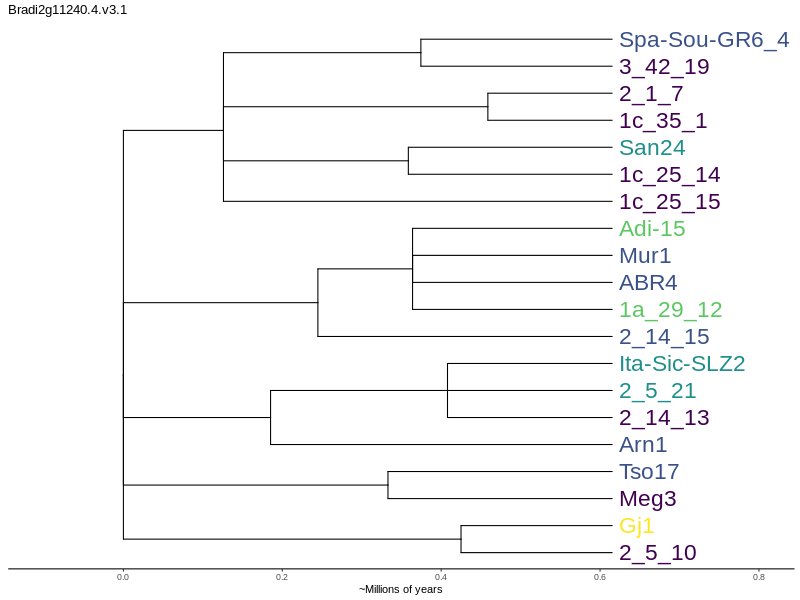 Bradi2g11240.4.v3.1
Spa-Sou-GR6_4
3_42_19
2_1_7
1c_35_1
San24
1c_25_14
1c_25_15
Adi-15
Mur1
ABR4
1a_29_12
2_14_15
Ita-Sic-SLZ2
2_5_21
2_14_13
Arn1
Tso17
Meg3
Gj1
2_5_10
0.0 0.2 0.4 0.6 0.8
~Millions of years